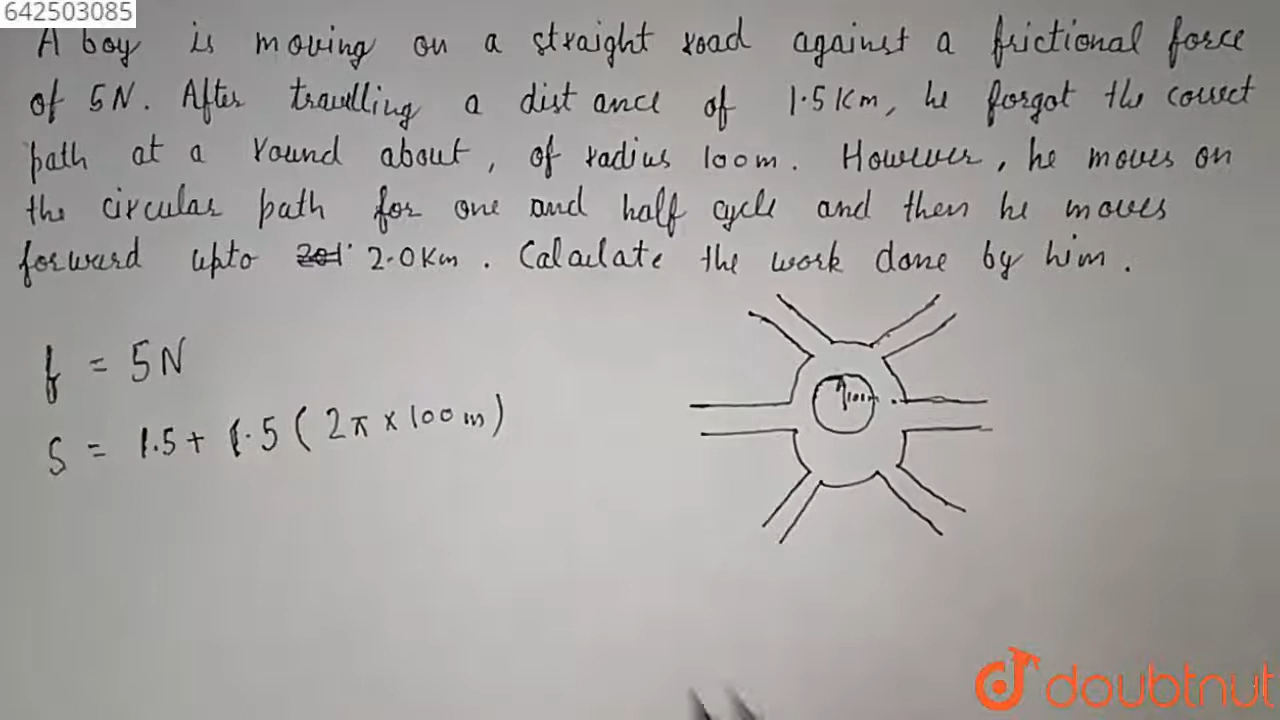 642503085
A boy is moving on a straight road against a frictional force
of 5N. After travelling a distance of 1.5 Km, he forgot the correct
path at a round about, of radius 100m. However, he moves on
the circular path for one and half cycle and then he moves
forward upto 2.0 Km. Calculate the work done by him.
f = 5N
S = 1.5 + 1.5 ( 2π × 100 m )
100m
doubtnut